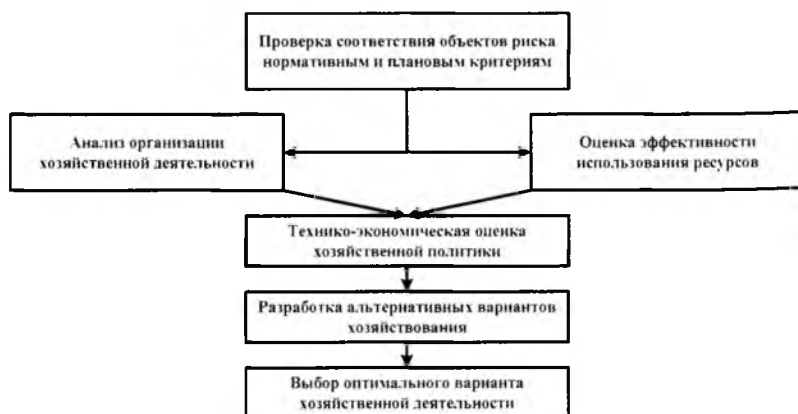 Проверка соответствия объектов риска
нормативным и плановым критериям
Анализ организации
хозяйственной деятельности
Оценка эффективности
использования ресурсов
Технико-экономическая оценка
хозяйственной политики
Разработка альтернативных вариантов
хозяйствования
Выбор оптимального варианта
хозяйственной деятельности